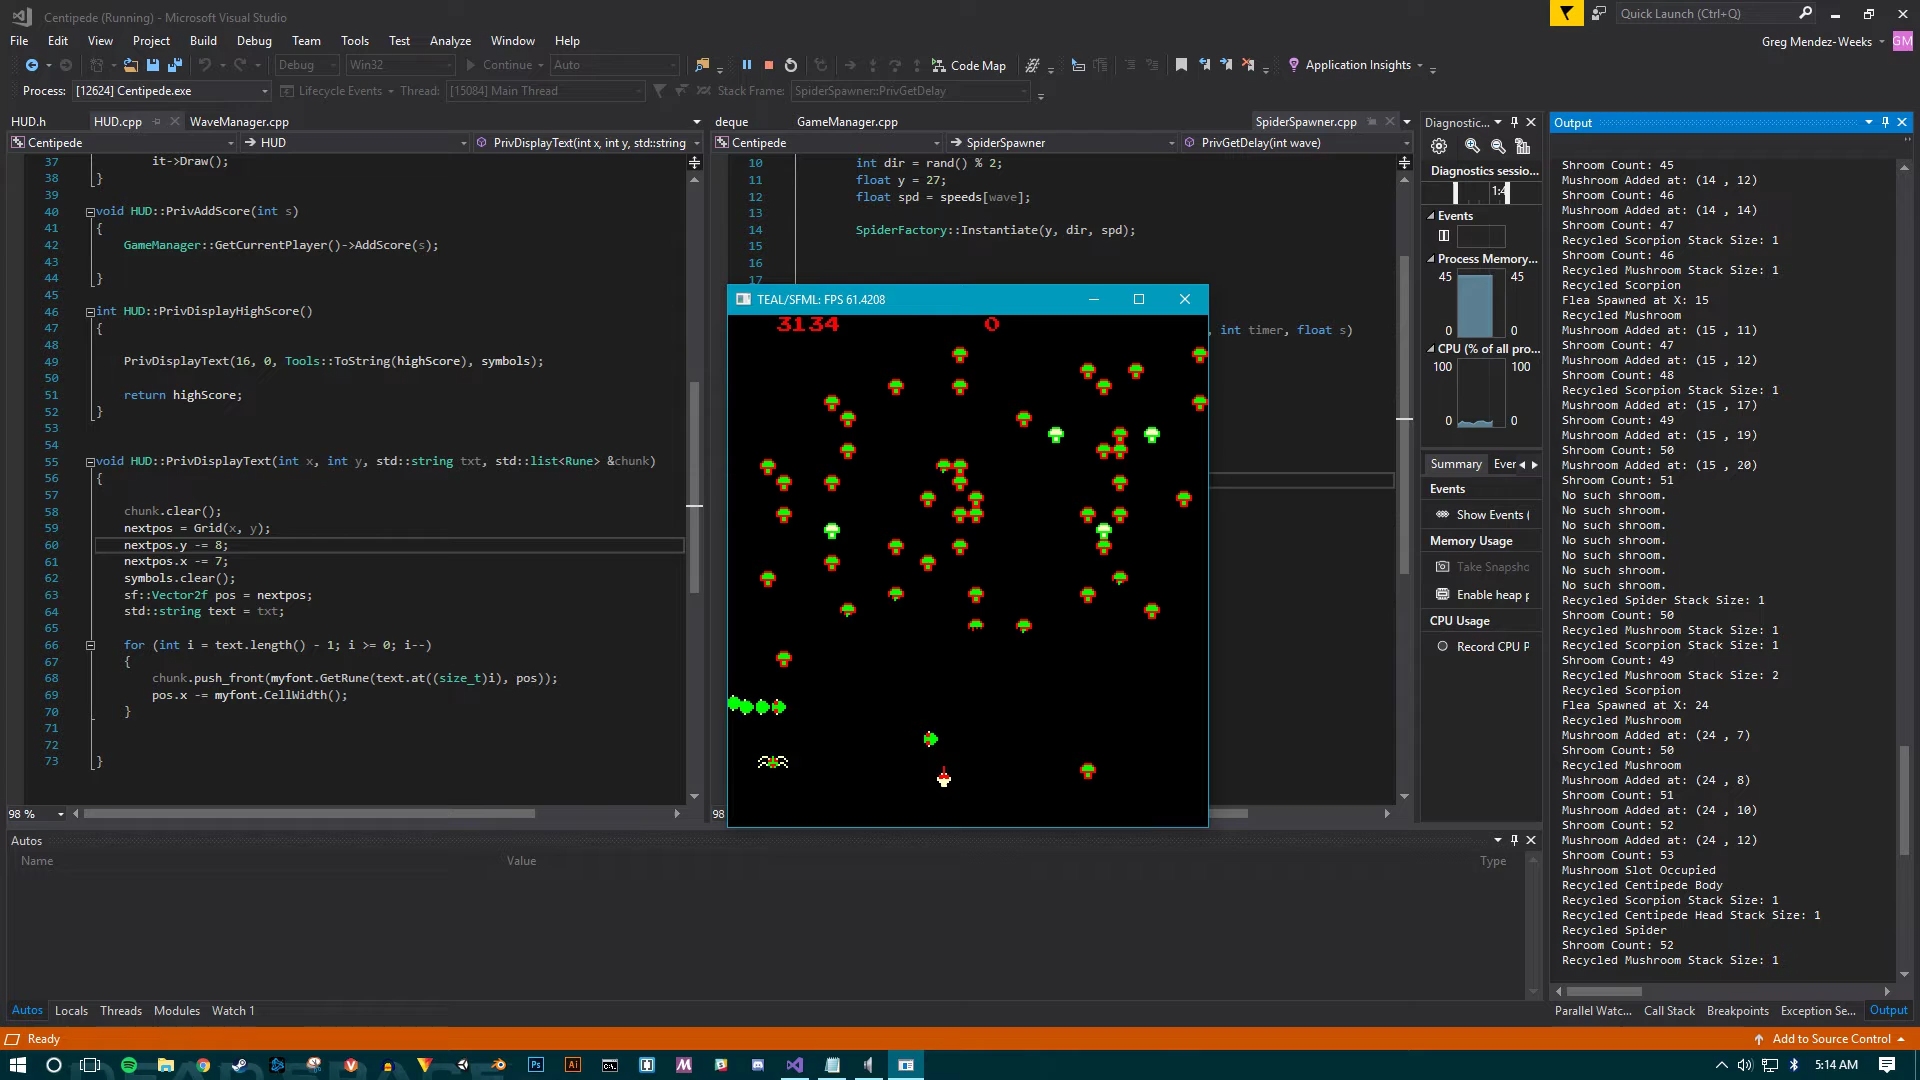 Centipede (Running) - Microsoft Visual Studio
Quick Launch (Ctrl+Q)
File Edit View Project Build Debug Team Tools Test Analyze Window Help
Greg Mendez-Weeks GM
Debug Win32 Continue Auto Code Map Application Insights
Process: [12624] Centipede.exe Lifecycle Events Thread: [15084] Main Thread Stack Frame: SpiderSpawner::PrivGetDelay
HUD.h HUD.cpp WaveManager.cpp
Centipede HUD PrivDisplayText(int x, int y, std::string
37 it->Draw();
38 }
39
40 void HUD::PrivAddScore(int s)
41 {
42 GameManager::GetCurrentPlayer()->AddScore(s);
43
44 }
45
46 int HUD::PrivDisplayHighScore()
47 {
48
49 PrivDisplayText(16, 0, Tools::ToString(highScore), symbols);
50
51 return highScore;
52 }
53
54
55 void HUD::PrivDisplayText(int x, int y, std::string txt, std::list<Rune> &chunk)
56 {
57
58 chunk.clear();
59 nextpos = Grid(x, y);
60 nextpos.y -= 8;
61 nextpos.x -= 7;
62 symbols.clear();
63 sf::Vector2f pos = nextpos;
64 std::string text = txt;
65
66 for (int i = text.length() - 1; i >= 0; i--)
67 {
68 chunk.push_front(myfont.GetRune(text.at((size_t)i), pos));
69 pos.x -= myfont.CellWidth();
70 }
71
72
73 }
98 %
deque GameManager.cpp SpiderSpawner.cpp
Centipede SpiderSpawner PrivGetDelay(int wave)
10 int dir = rand() % 2;
11 float y = 27;
12 float spd = speeds[wave];
13
14 SpiderFactory::Instantiate(y, dir, spd);
15
16
17
, int timer, float s)
98
TEAL/SFML: FPS 61.4208
3134 0
Diagnostic...
Diagnostics sessio...
1:4
Events
Process Memory...
45 45
0 0
CPU (% of all pro...
100 100
0 0
Summary Ever
Events
Show Events (
Memory Usage
Take Snapsho
Enable heap p
CPU Usage
Record CPU P
Output
Shroom Count: 45
Mushroom Added at: (14 , 12)
Shroom Count: 46
Mushroom Added at: (14 , 14)
Shroom Count: 47
Recycled Scorpion Stack Size: 1
Shroom Count: 46
Recycled Mushroom Stack Size: 1
Recycled Scorpion
Flea Spawned at X: 15
Recycled Mushroom
Mushroom Added at: (15 , 11)
Shroom Count: 47
Mushroom Added at: (15 , 12)
Shroom Count: 48
Recycled Scorpion Stack Size: 1
Mushroom Added at: (15 , 17)
Shroom Count: 49
Mushroom Added at: (15 , 19)
Shroom Count: 50
Mushroom Added at: (15 , 20)
Shroom Count: 51
No such shroom.
No such shroom.
No such shroom.
No such shroom.
No such shroom.
No such shroom.
No such shroom.
Recycled Spider Stack Size: 1
Shroom Count: 50
Recycled Mushroom Stack Size: 1
Recycled Scorpion Stack Size: 1
Shroom Count: 49
Recycled Mushroom Stack Size: 2
Recycled Scorpion
Flea Spawned at X: 24
Recycled Mushroom
Mushroom Added at: (24 , 7)
Shroom Count: 50
Recycled Mushroom
Mushroom Added at: (24 , 8)
Shroom Count: 51
Mushroom Added at: (24 , 10)
Shroom Count: 52
Mushroom Added at: (24 , 12)
Shroom Count: 53
Mushroom Slot Occupied
Recycled Centipede Body
Recycled Scorpion Stack Size: 1
Recycled Centipede Head Stack Size: 1
Recycled Spider
Shroom Count: 52
Recycled Mushroom Stack Size: 1
Autos
Name Value Type
Autos Locals Threads Modules Watch 1
Parallel Watc... Call Stack Breakpoints Exception Se... Output
Ready
Add to Source Control
5:14 AM